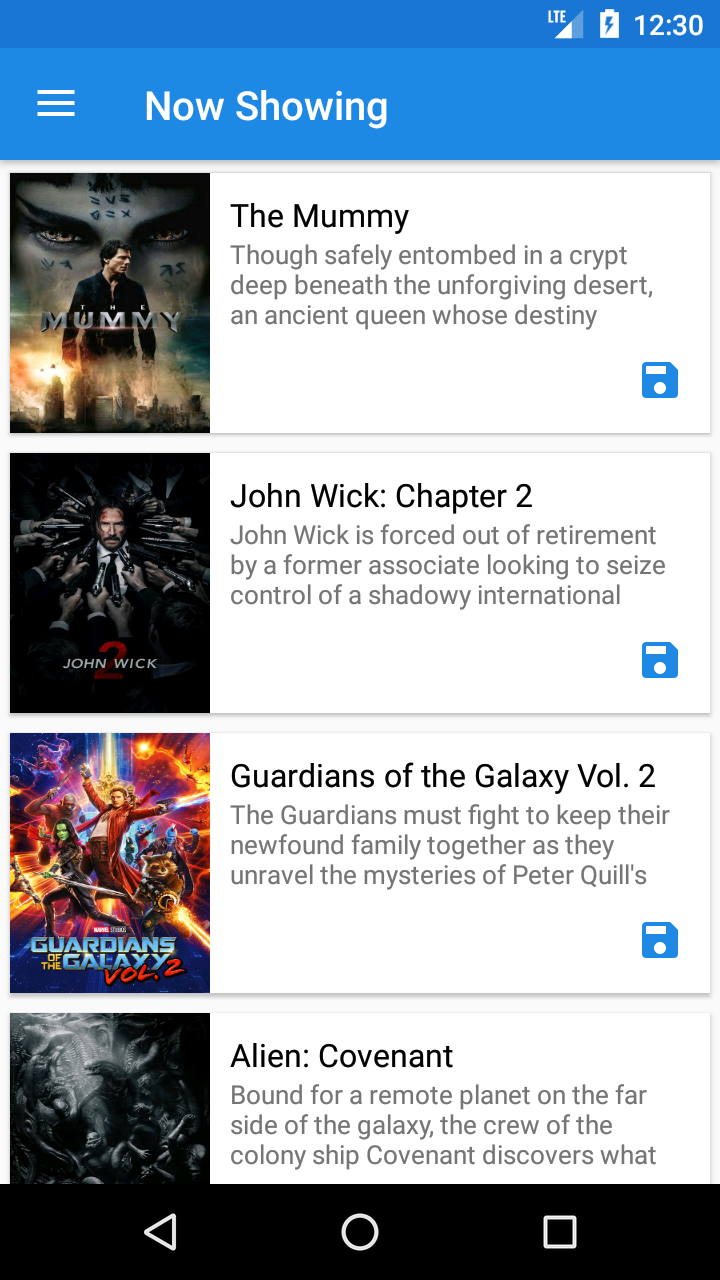 LTE 12:30
Now Showing
THE
MUMMY
The Mummy
Though safely entombed in a crypt
deep beneath the unforgiving desert,
an ancient queen whose destiny
2
JOHN WICK
John Wick: Chapter 2
John Wick is forced out of retirement
by a former associate looking to seize
control of a shadowy international
MARVEL STUDIOS
GUARDIANS
OF THE GALAXY
VOL. 2
Guardians of the Galaxy Vol. 2
The Guardians must fight to keep their
newfound family together as they
unravel the mysteries of Peter Quill's
Alien: Covenant
Bound for a remote planet on the far
side of the galaxy, the crew of the
colony ship Covenant discovers what